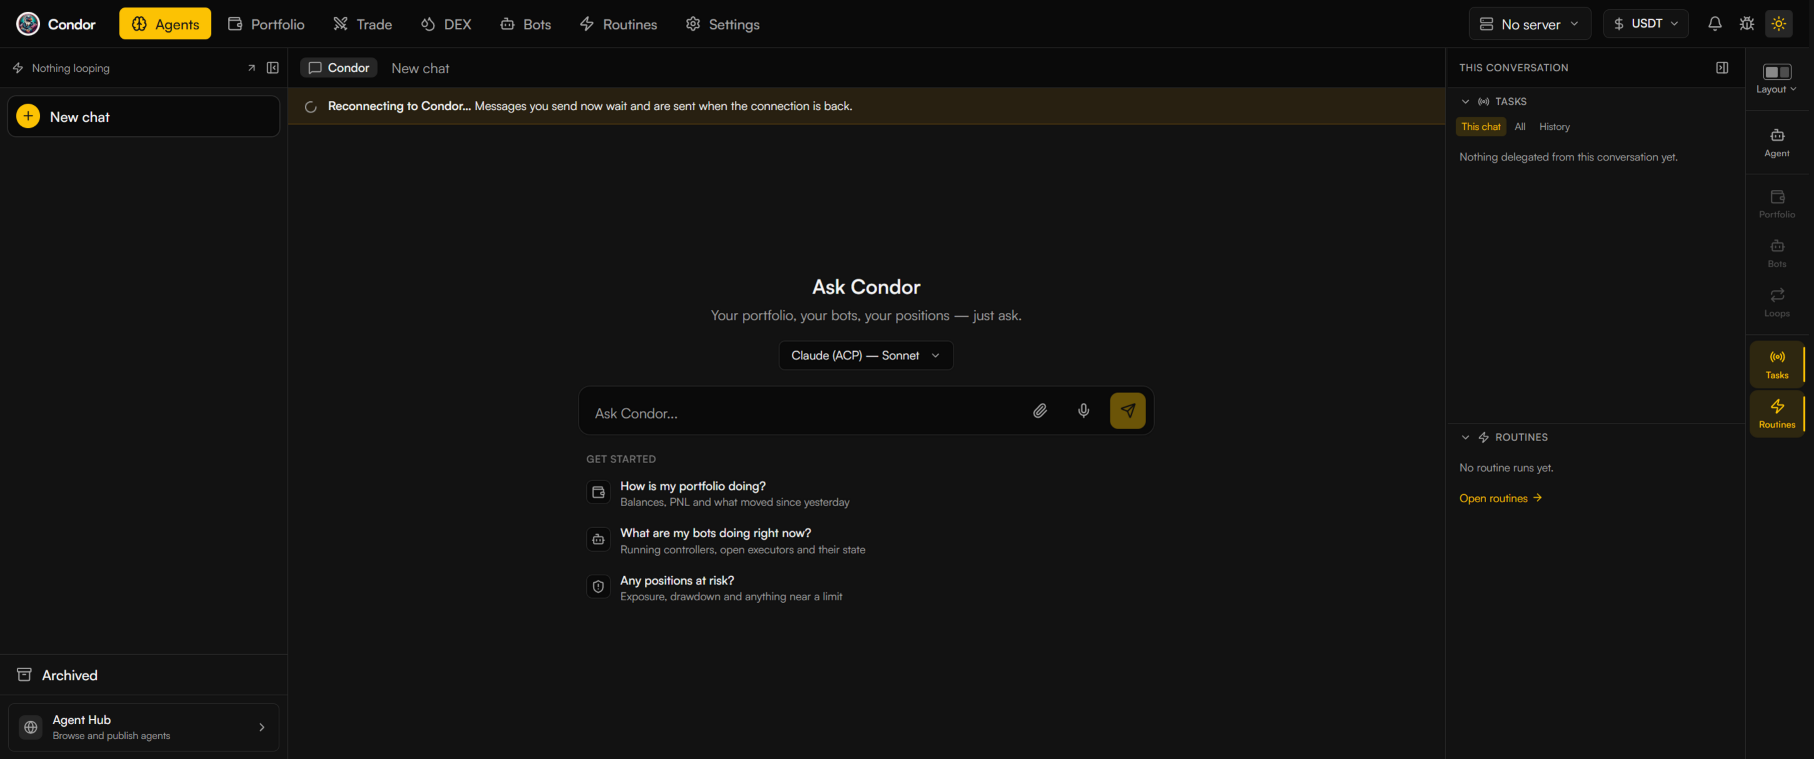 Condor
Agents
Portfolio
Trade
DEX
Bots
Routines
Settings
No server
$ USDT
Nothing looping
New chat
Archived
Agent Hub
Browse and publish agents
Condor
New chat
Reconnecting to Condor... Messages you send now wait and are sent when the connection is back.
Ask Condor
Your portfolio, your bots, your positions — just ask.
Claude (ACP) — Sonnet
Ask Condor...
GET STARTED
How is my portfolio doing?
Balances, PNL and what moved since yesterday
What are my bots doing right now?
Running controllers, open executors and their state
Any positions at risk?
Exposure, drawdown and anything near a limit
THIS CONVERSATION
TASKS
This chat
All
History
Nothing delegated from this conversation yet.
ROUTINES
No routine runs yet.
Open routines →
Layout
Agent
Portfolio
Bots
Loops
Tasks
Routines